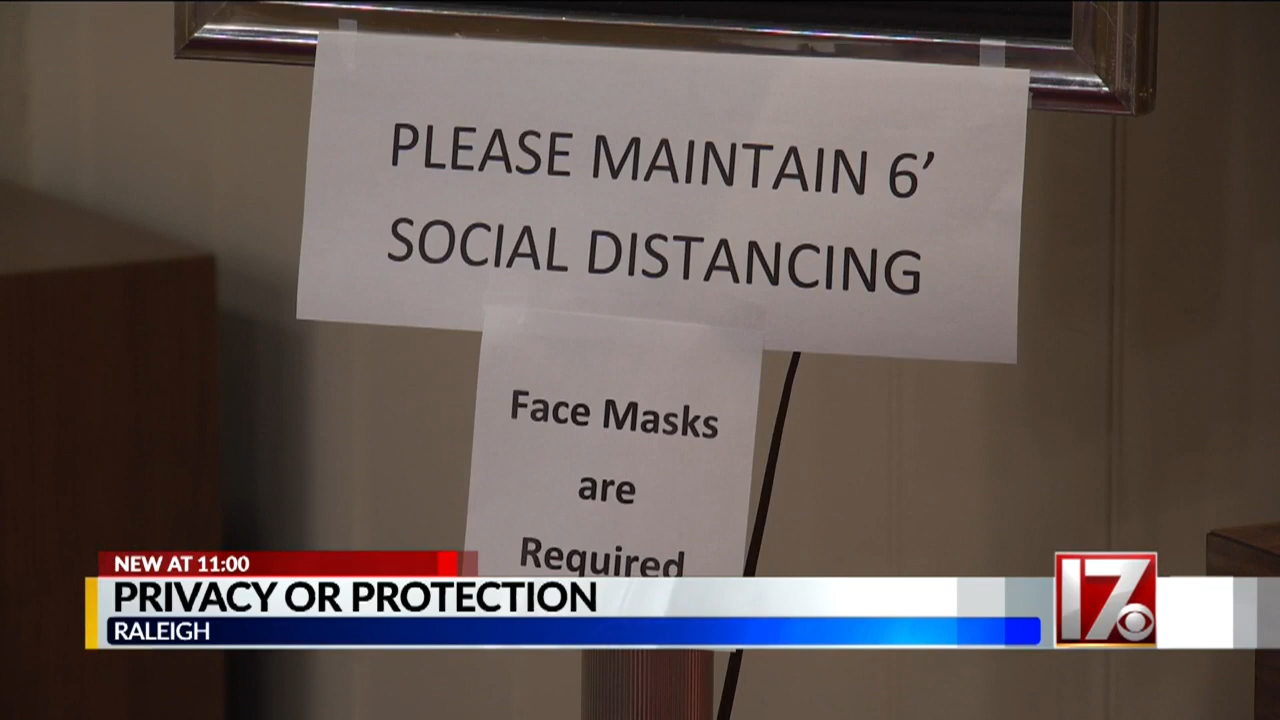 PLEASE MAINTAIN 6’
SOCIAL DISTANCING
Face Masks
are
Required
NEW AT 11:00
PRIVACY OR PROTECTION
RALEIGH
17